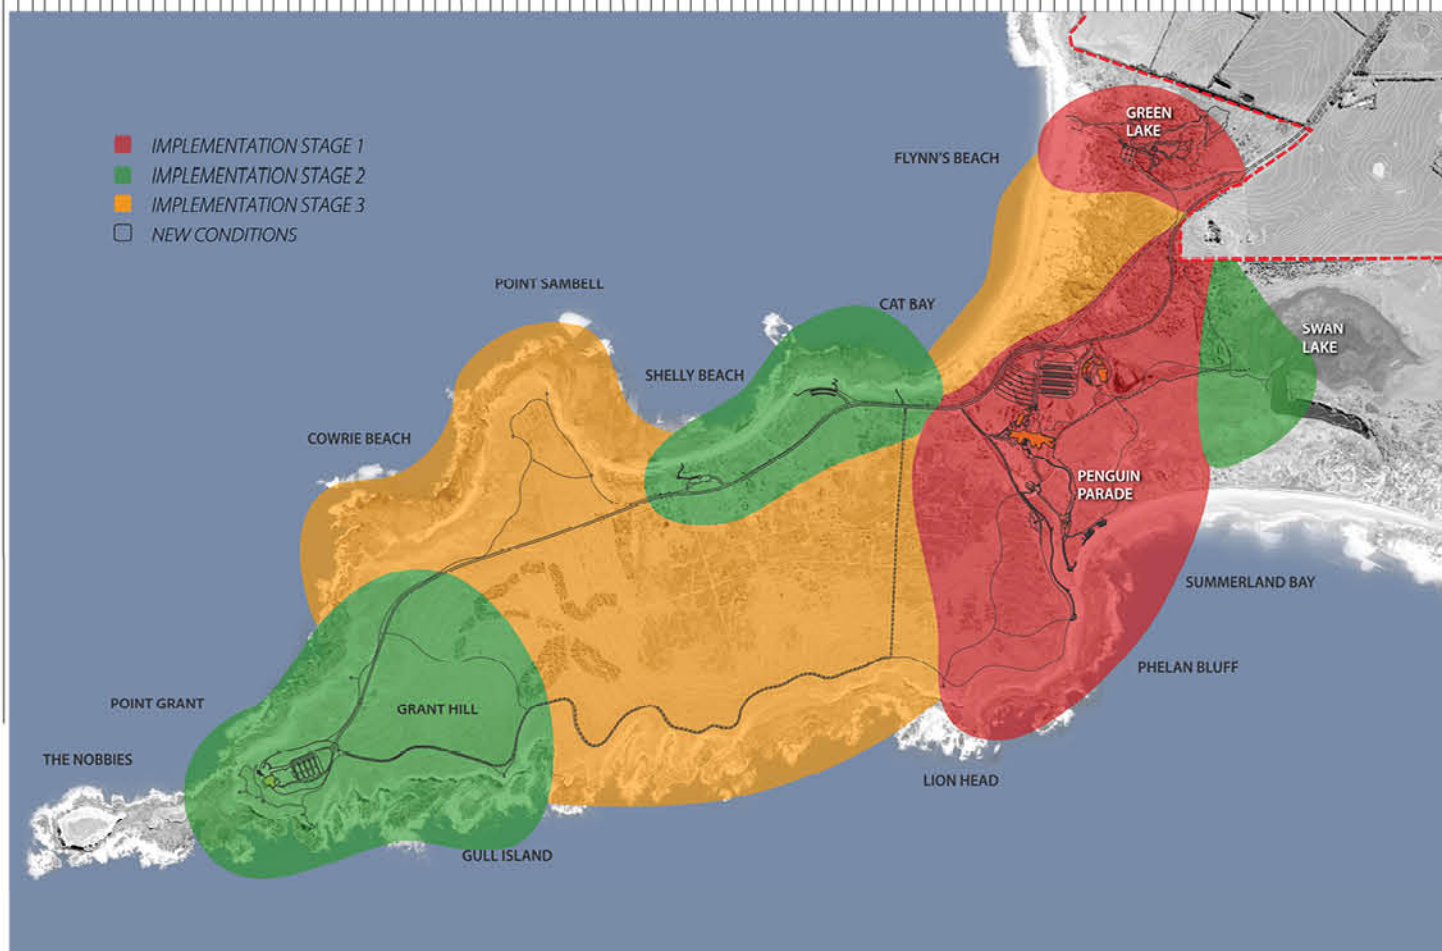 GREEN
LAKE
IMPLEMENTATION STAGE 1
FLYNN'S BEACH
IMPLEMENTATION STAGE 2
IMPLEMENTATION STAGE 3
NEW CONDITIONS
POINT SAMBELL
CAT BAY
SWAN
LAKE
SHELLY BEACH
COWRIE BEACH
PENGUIN
PARADE
SUMMERLAND BAY
PHELAN BLUFF
POINT GRANT
GRANT HILL
THE NOBBIES
LION HEAD
GULL ISLAND